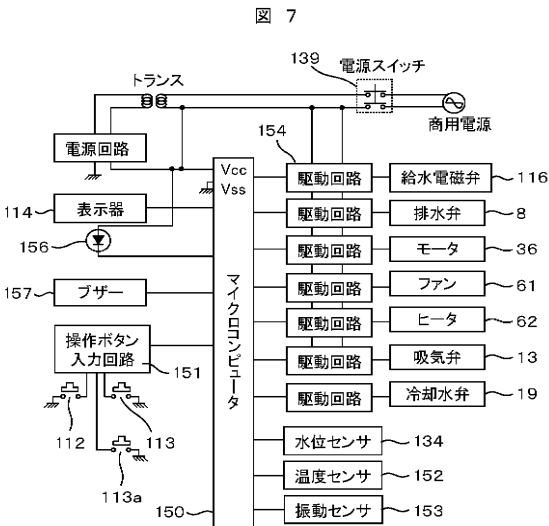 図 7
139
電源スイッチ
トランス
商用電源
電源回路
154
Vcc
Vss
駆動回路
給水電磁弁
116
114
表示器
駆動回路
排水弁
8
156
駆動回路
モータ
36
157
ブザー
駆動回路
ファン
61
マイクロコンピュータ
駆動回路
ヒータ
62
操作ボタン
入力回路
151
駆動回路
吸気弁
13
112
113
駆動回路
冷却水弁
19
113a
水位センサ
134
温度センサ
152
150
振動センサ
153